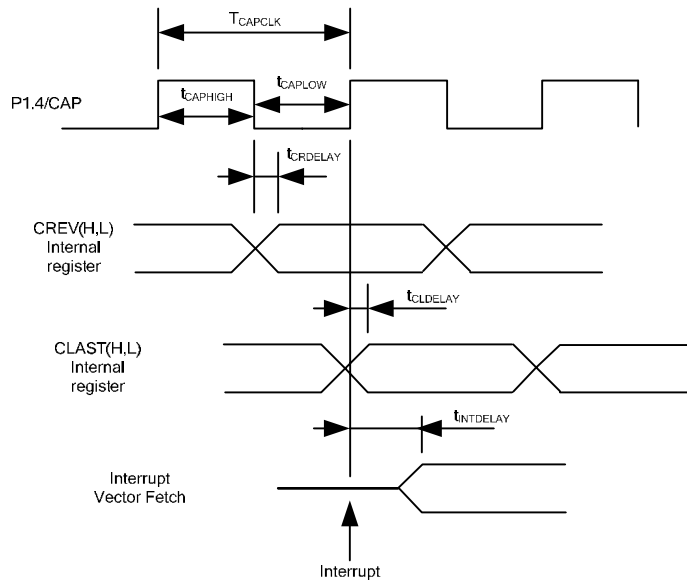 TCAPCLK
P1.4/CAP
tCAPHIGH
tCAPLOW
tCRDELAY
CREV(H,L)
Internal
register
tCLDELAY
CLAST(H,L)
Internal
register
tINTDELAY
Interrupt
Vector Fetch
Interrupt